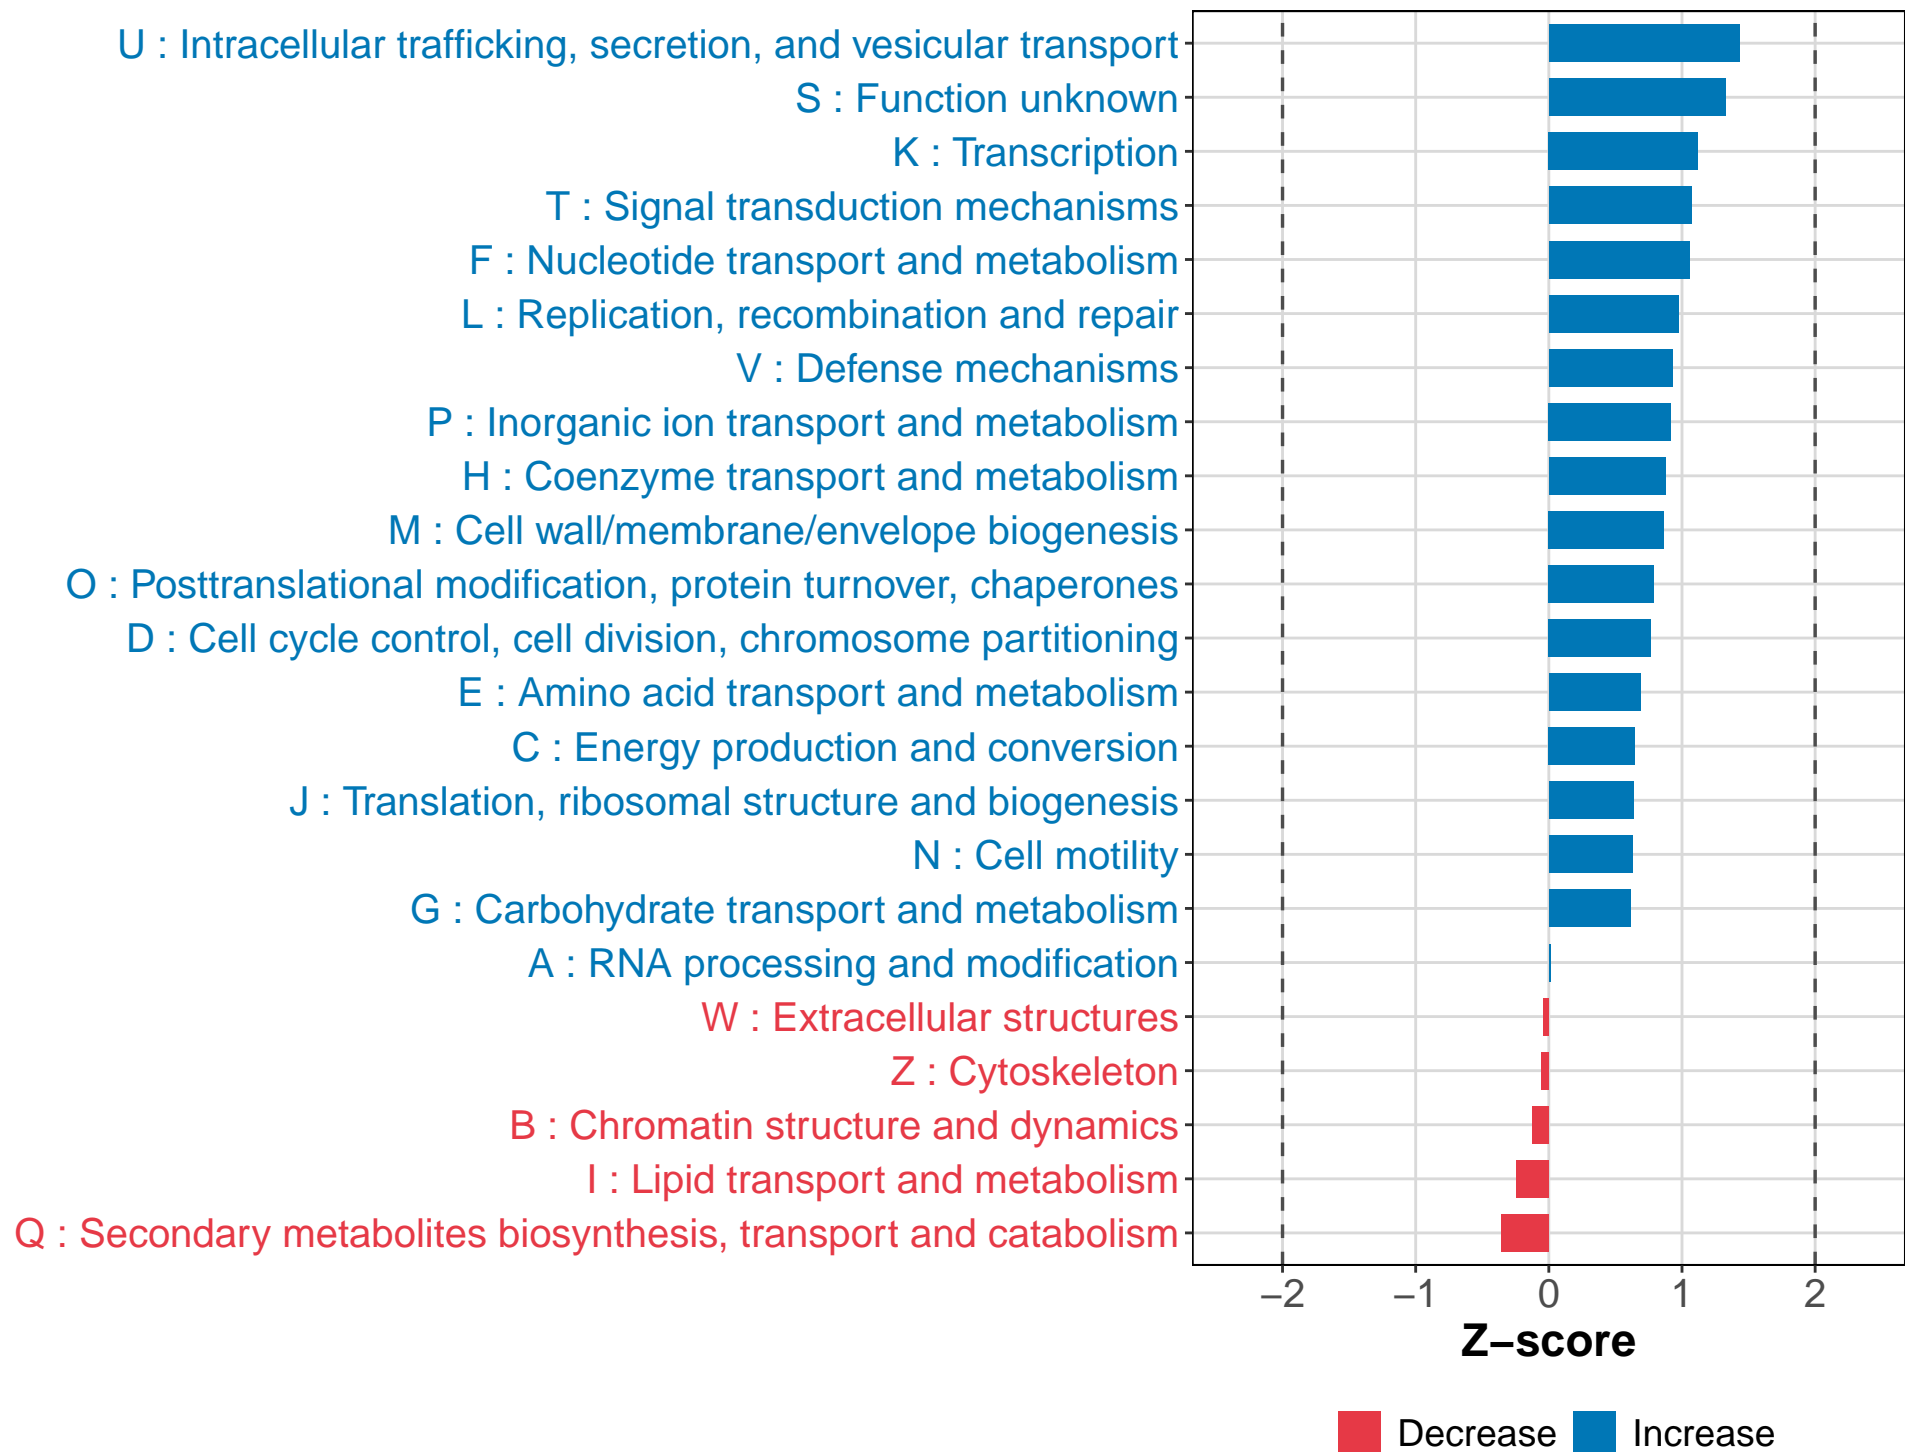 U : Intracellular trafficking, secretion, and vesicular transport
S : Function unknown
K : Transcription
T : Signal transduction mechanisms
F : Nucleotide transport and metabolism
L : Replication, recombination and repair
V : Defense mechanisms
P : Inorganic ion transport and metabolism
H : Coenzyme transport and metabolism
M : Cell wall/membrane/envelope biogenesis
O : Posttranslational modification, protein turnover, chaperones
D : Cell cycle control, cell division, chromosome partitioning
E : Amino acid transport and metabolism
C : Energy production and conversion
J : Translation, ribosomal structure and biogenesis
N : Cell motility
G : Carbohydrate transport and metabolism
A : RNA processing and modification
W : Extracellular structures
Z : Cytoskeleton
B : Chromatin structure and dynamics
I : Lipid transport and metabolism
Q : Secondary metabolites biosynthesis, transport and catabolism
−2 −1 0 1 2
Z−score
Decrease Increase